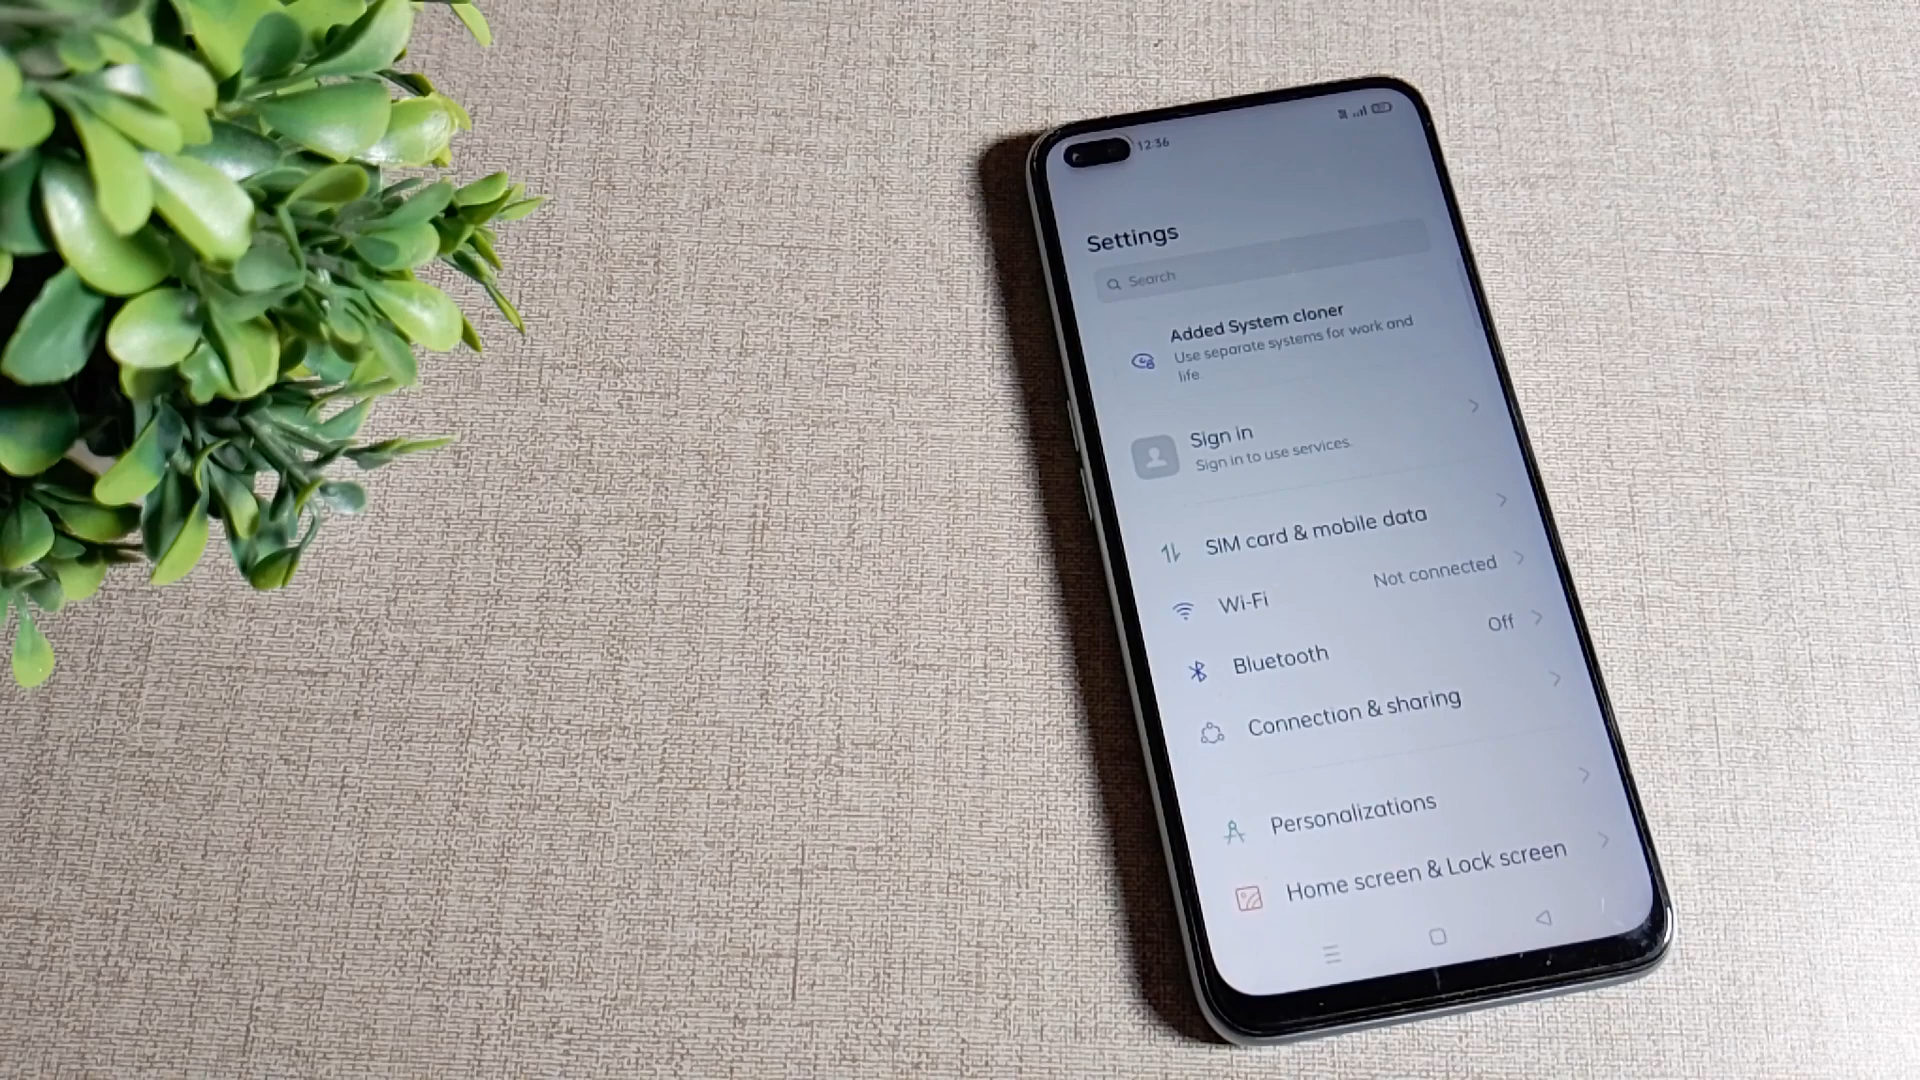 12:36
Settings
Search
Added System cloner
Use separate systems for work and
life.
Sign in
Sign in to use services.
SIM card & mobile data
Wi-Fi Not connected
Bluetooth Off
Connection & sharing
Personalizations
Home screen & Lock screen